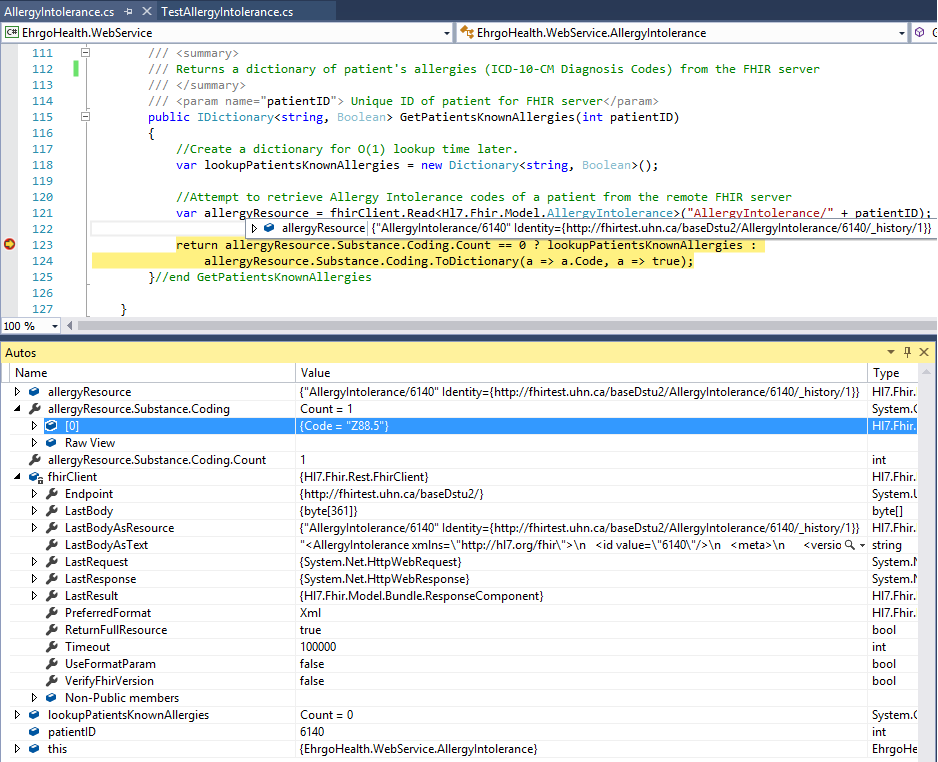 AllergyIntolerance.cs TestAllergyIntolerance.cs
C# EhrgoHealth.WebService EhrgoHealth.WebService.AllergyIntolerance
111 /// <summary>
112 /// Returns a dictionary of patient's allergies (ICD-10-CM Diagnosis Codes) from the FHIR server
113 /// </summary>
114 /// <param name="patientID"> Unique ID of patient for FHIR server</param>
115 public IDictionary<string, Boolean> GetPatientsKnownAllergies(int patientID)
116 {
117 //Create a dictionary for O(1) lookup time later.
118 var lookupPatientsKnownAllergies = new Dictionary<string, Boolean>();
119
120 //Attempt to retrieve Allergy Intolerance codes of a patient from the remote FHIR server
121 var allergyResource = fhirClient.Read<Hl7.Fhir.Model.AllergyIntolerance>("AllergyIntolerance/" + patientID);
122 allergyResource {"AllergyIntolerance/6140" Identity={http://fhirtest.uhn.ca/baseDstu2/AllergyIntolerance/6140/_history/1}}
123 return allergyResource.Substance.Coding.Count == 0 ? lookupPatientsKnownAllergies :
124 allergyResource.Substance.Coding.ToDictionary(a => a.Code, a => true);
125 }//end GetPatientsKnownAllergies
126
127 }
100 %
Autos
Name Value Type
allergyResource {"AllergyIntolerance/6140" Identity={http://fhirtest.uhn.ca/baseDstu2/AllergyIntolerance/6140/_history/1}} Hl7.Fhir.
allergyResource.Substance.Coding Count = 1 System.C
[0] {Code = "Z88.5"} Hl7.Fhir.
Raw View
allergyResource.Substance.Coding.Count 1 int
fhirClient {Hl7.Fhir.Rest.FhirClient} Hl7.Fhir.
Endpoint {http://fhirtest.uhn.ca/baseDstu2/} System.U
LastBody {byte[361]} byte[]
LastBodyAsResource {"AllergyIntolerance/6140" Identity={http://fhirtest.uhn.ca/baseDstu2/AllergyIntolerance/6140/_history/1}} Hl7.Fhir.
LastBodyAsText "<AllergyIntolerance xmlns=\"http://hl7.org/fhir\">\n <id value=\"6140\"/>\n <meta>\n <versio string
LastRequest {System.Net.HttpWebRequest} System.N
LastResponse {System.Net.HttpWebResponse} System.N
LastResult {Hl7.Fhir.Model.Bundle.ResponseComponent} Hl7.Fhir.
PreferredFormat Xml Hl7.Fhir.
ReturnFullResource true bool
Timeout 100000 int
UseFormatParam false bool
VerifyFhirVersion false bool
Non-Public members
lookupPatientsKnownAllergies Count = 0 System.C
patientID 6140 int
this {EhrgoHealth.WebService.AllergyIntolerance} EhrgoHe